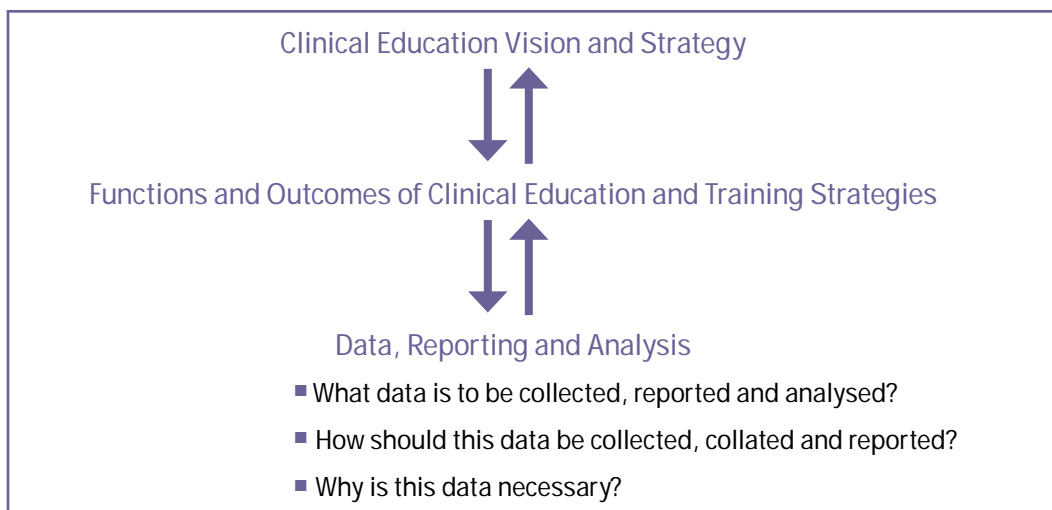 Clinical Education Vision and Strategy
Functions and Outcomes of Clinical Education and Training Strategies
Data, Reporting and Analysis
■ What data is to be collected, reported and analysed?
■ How should this data be collected, collated and reported?
■ Why is this data necessary?